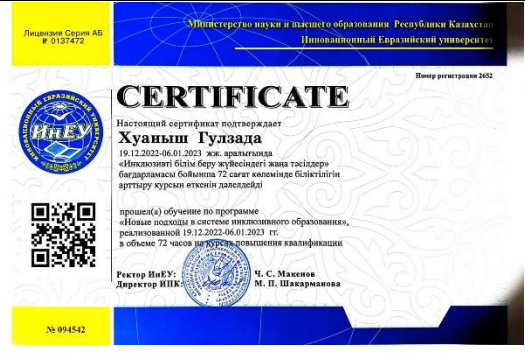 Лицензия Серия АБ
№ 0137472
Министерство науки и высшего образования Республики Казахстан
Инновационный Евразийский университет
Номер регистрации 2652
CERTIFICATE
Настоящий сертификат подтверждает
Хуаныш Гулзада
19.12.2022-06.01.2023 жж. аралығында
«Инклюзивті білім беру жүйесіндегі жаңа тәсілдер»
бағдарламасы бойынша 72 сағат көлемінде біліктілігін
арттыру курсын өткенін дәлелдейді
прошел(а) обучение по программе
«Новые подходы в системе инклюзивного образования»,
реализованной 19.12.2022-06.01.2023 гг.
в объеме 72 часов на курсах повышения квалификации
Ректор ИнЕУ: Ч. С. Макенов
Директор ИПК: М. П. Шакарманова
ИННОВАЦИОННЫЙ ЕВРАЗИЙСКИЙ УНИВЕРСИТЕТ
ИнЕУ
№ 094542